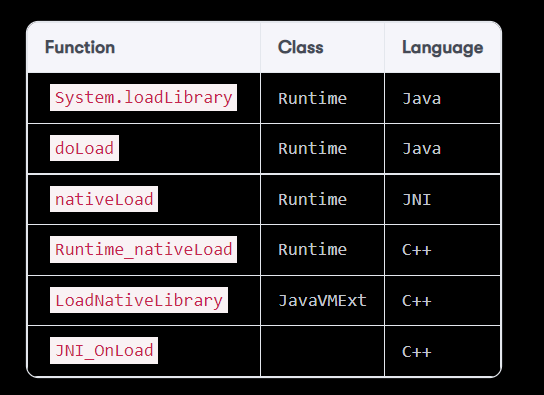 Function Class Language
System.loadLibrary Runtime Java
doLoad Runtime Java
nativeLoad Runtime JNI
Runtime_nativeLoad Runtime C++
LoadNativeLibrary JavaVMExt C++
JNI_OnLoad C++